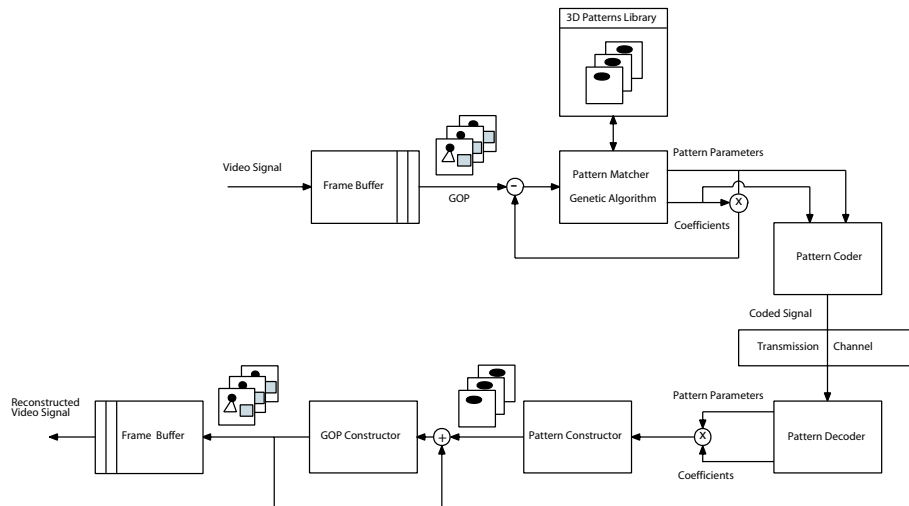 3D Patterns Library
Pattern Parameters
Video Signal
Frame Buffer
GOP
-
Pattern Matcher
Genetic Algorithm
Coefficients
X
Pattern Coder
Coded Signal
Transmission Channel
Reconstructed
Video Signal
Frame Buffer
GOP Constructor
+
Pattern Constructor
Pattern Parameters
X
Coefficients
Pattern Decoder